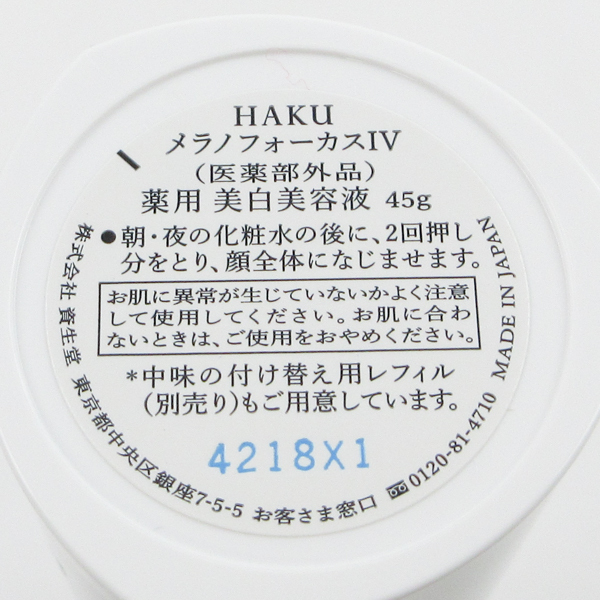 HAKU
メラノフォーカスIV
(医薬部外品)
薬用 美白美容液 45g
●朝・夜の化粧水の後に、2回押し
分をとり、顔全体になじませます。
お肌に異常が生じていないかよく注意
して使用してください。お肌に合わ
ないときは、ご使用をおやめください。
*中味の付け替え用レフィル
(別売り)もご用意しています。
4218X1
株式会社 資生堂 東京都中央区銀座7-5-5 お客さま窓口 0120-81-4710 MADE IN JAPAN